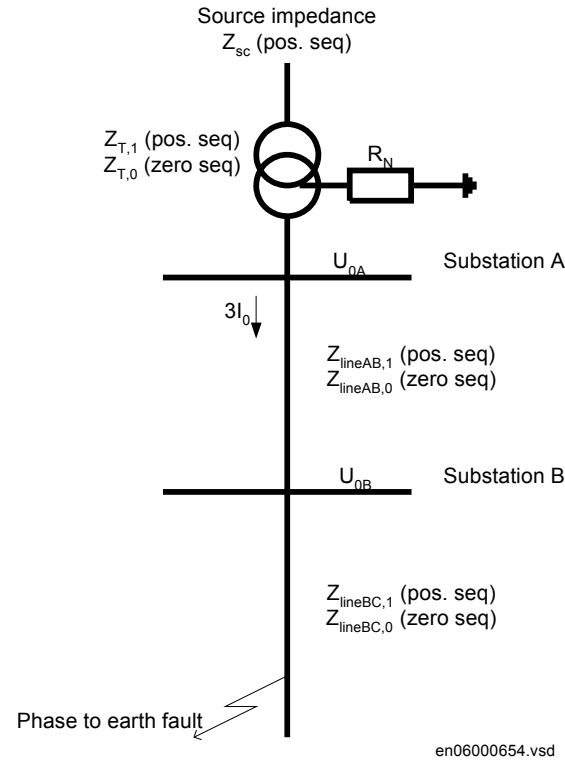 Source impedance
Z_sc (pos. seq)
Z_T,1 (pos. seq)
Z_T,0 (zero seq)
R_N
U_0A
Substation A
3I_0
Z_lineAB,1 (pos. seq)
Z_lineAB,0 (zero seq)
U_0B
Substation B
Z_lineBC,1 (pos. seq)
Z_lineBC,0 (zero seq)
Phase to earth fault
en06000654.vsd